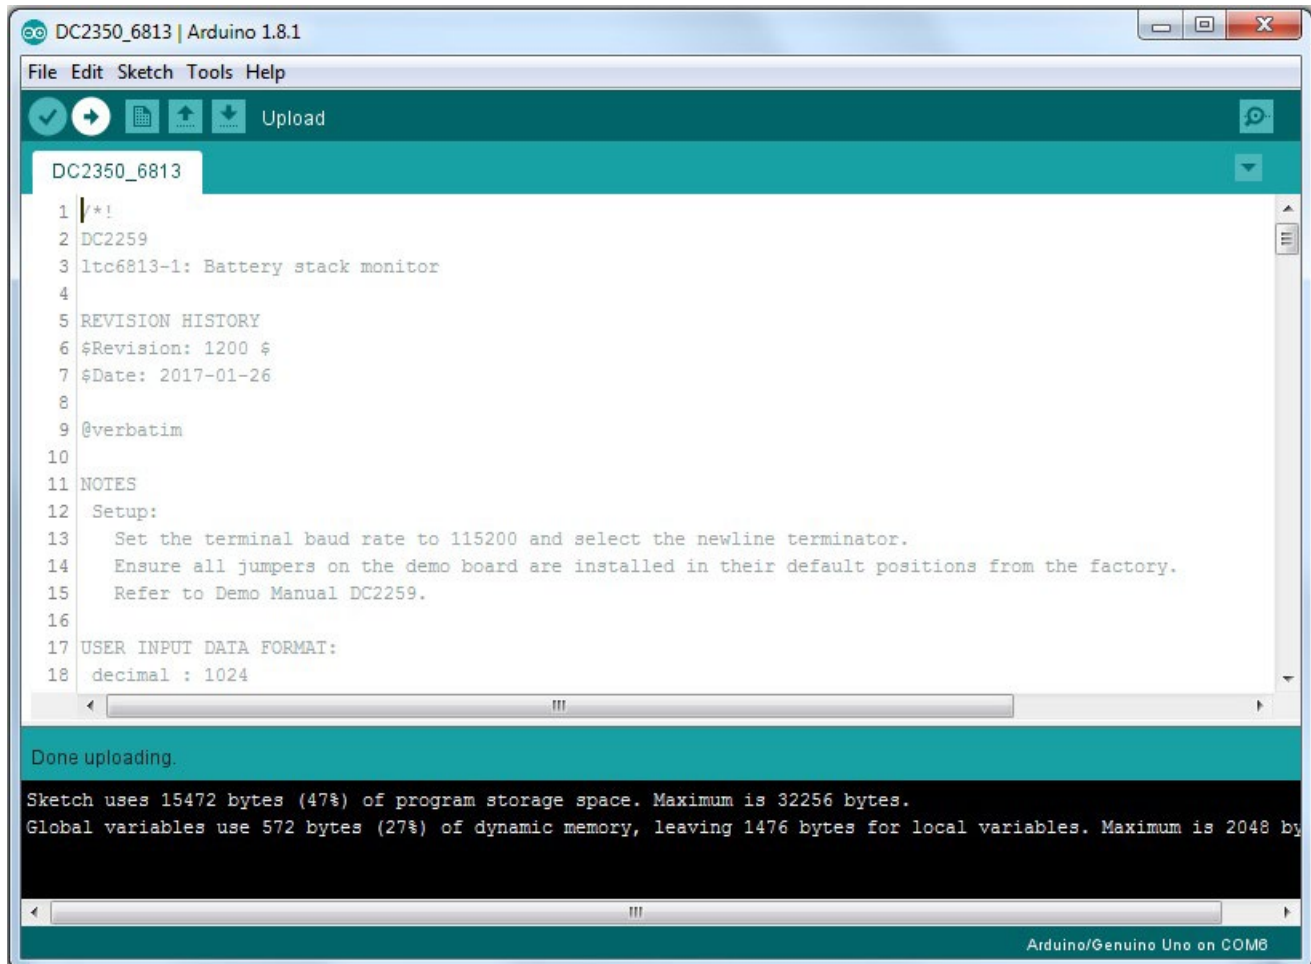 DC2350_6813 | Arduino 1.8.1
File Edit Sketch Tools Help
Upload
DC2350_6813
1 /*!
2 DC2259
3 ltc6813-1: Battery stack monitor
4
5 REVISION HISTORY
6 $Revision: 1200 $
7 $Date: 2017-01-26
8
9 @verbatim
10
11 NOTES
12 Setup:
13 Set the terminal baud rate to 115200 and select the newline terminator.
14 Ensure all jumpers on the demo board are installed in their default positions from the factory.
15 Refer to Demo Manual DC2259.
16
17 USER INPUT DATA FORMAT:
18 decimal : 1024
Done uploading.
Sketch uses 15472 bytes (47%) of program storage space. Maximum is 32256 bytes.
Global variables use 572 bytes (27%) of dynamic memory, leaving 1476 bytes for local variables. Maximum is 2048 by
Arduino/Genuino Uno on COM6